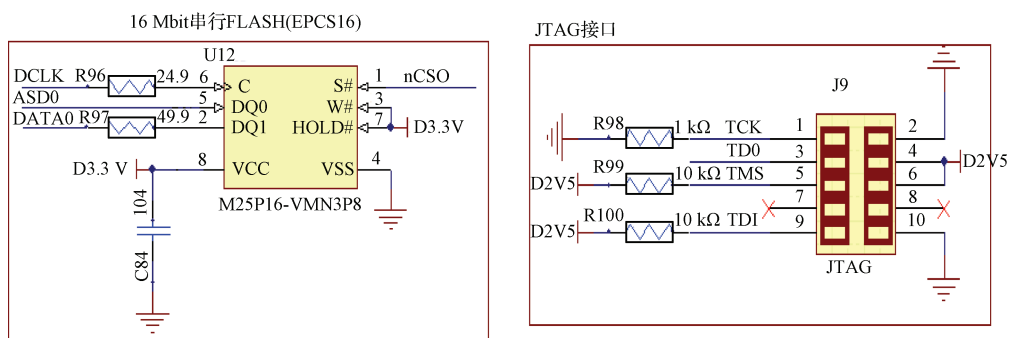 16 Mbit串行FLASH(EPCS16)
U12
DCLK R96 24.9 6 C S# 1 nCSO
ASD0 5 DQ0 W# 3
DATA0 R97 49.9 2 DQ1 HOLD# 7 D3.3V
D3.3 V 8 VCC VSS 4
M25P16-VMN3P8
104
C84
JTAG接口
J9
R98 1 kΩ TCK 1 2
TD0 3 4 D2V5
D2V5 R99 10 kΩ TMS 5 6
7 8
D2V5 R100 10 kΩ TDI 9 10
JTAG